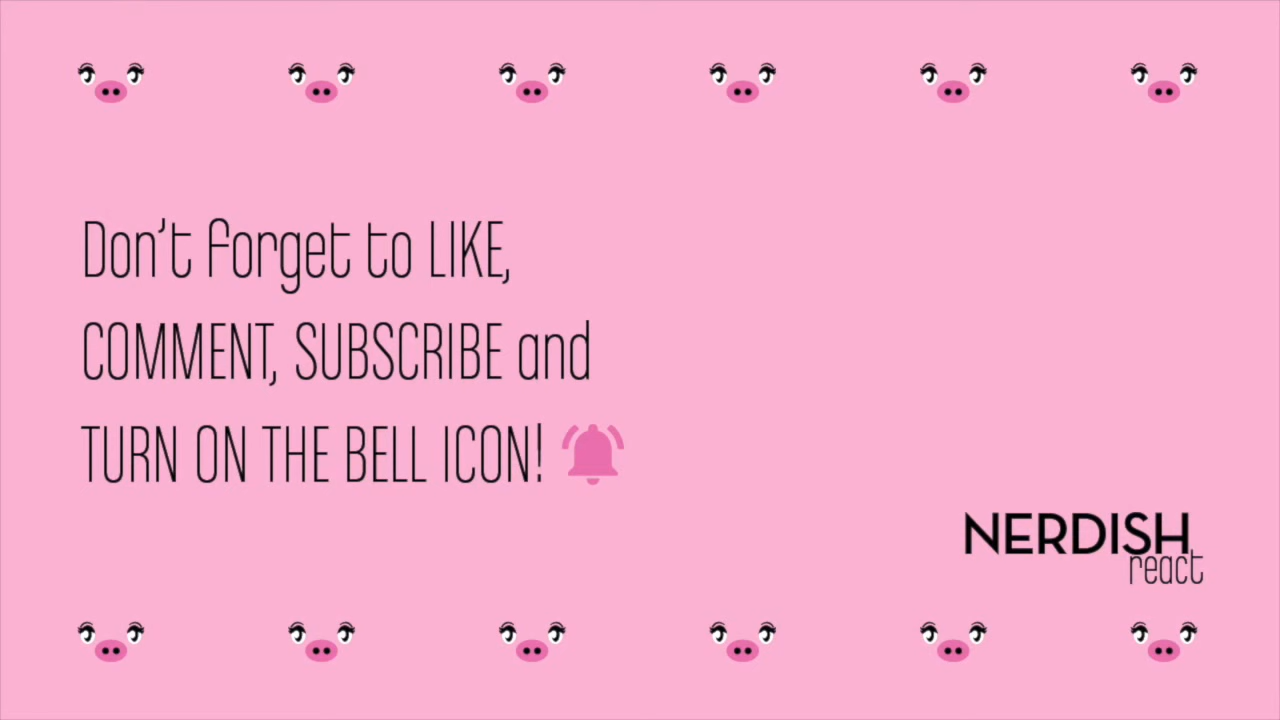 Don't forget to LIKE,
COMMENT, SUBSCRIBE and
TURN ON THE BELL ICON!
NERDISH
react